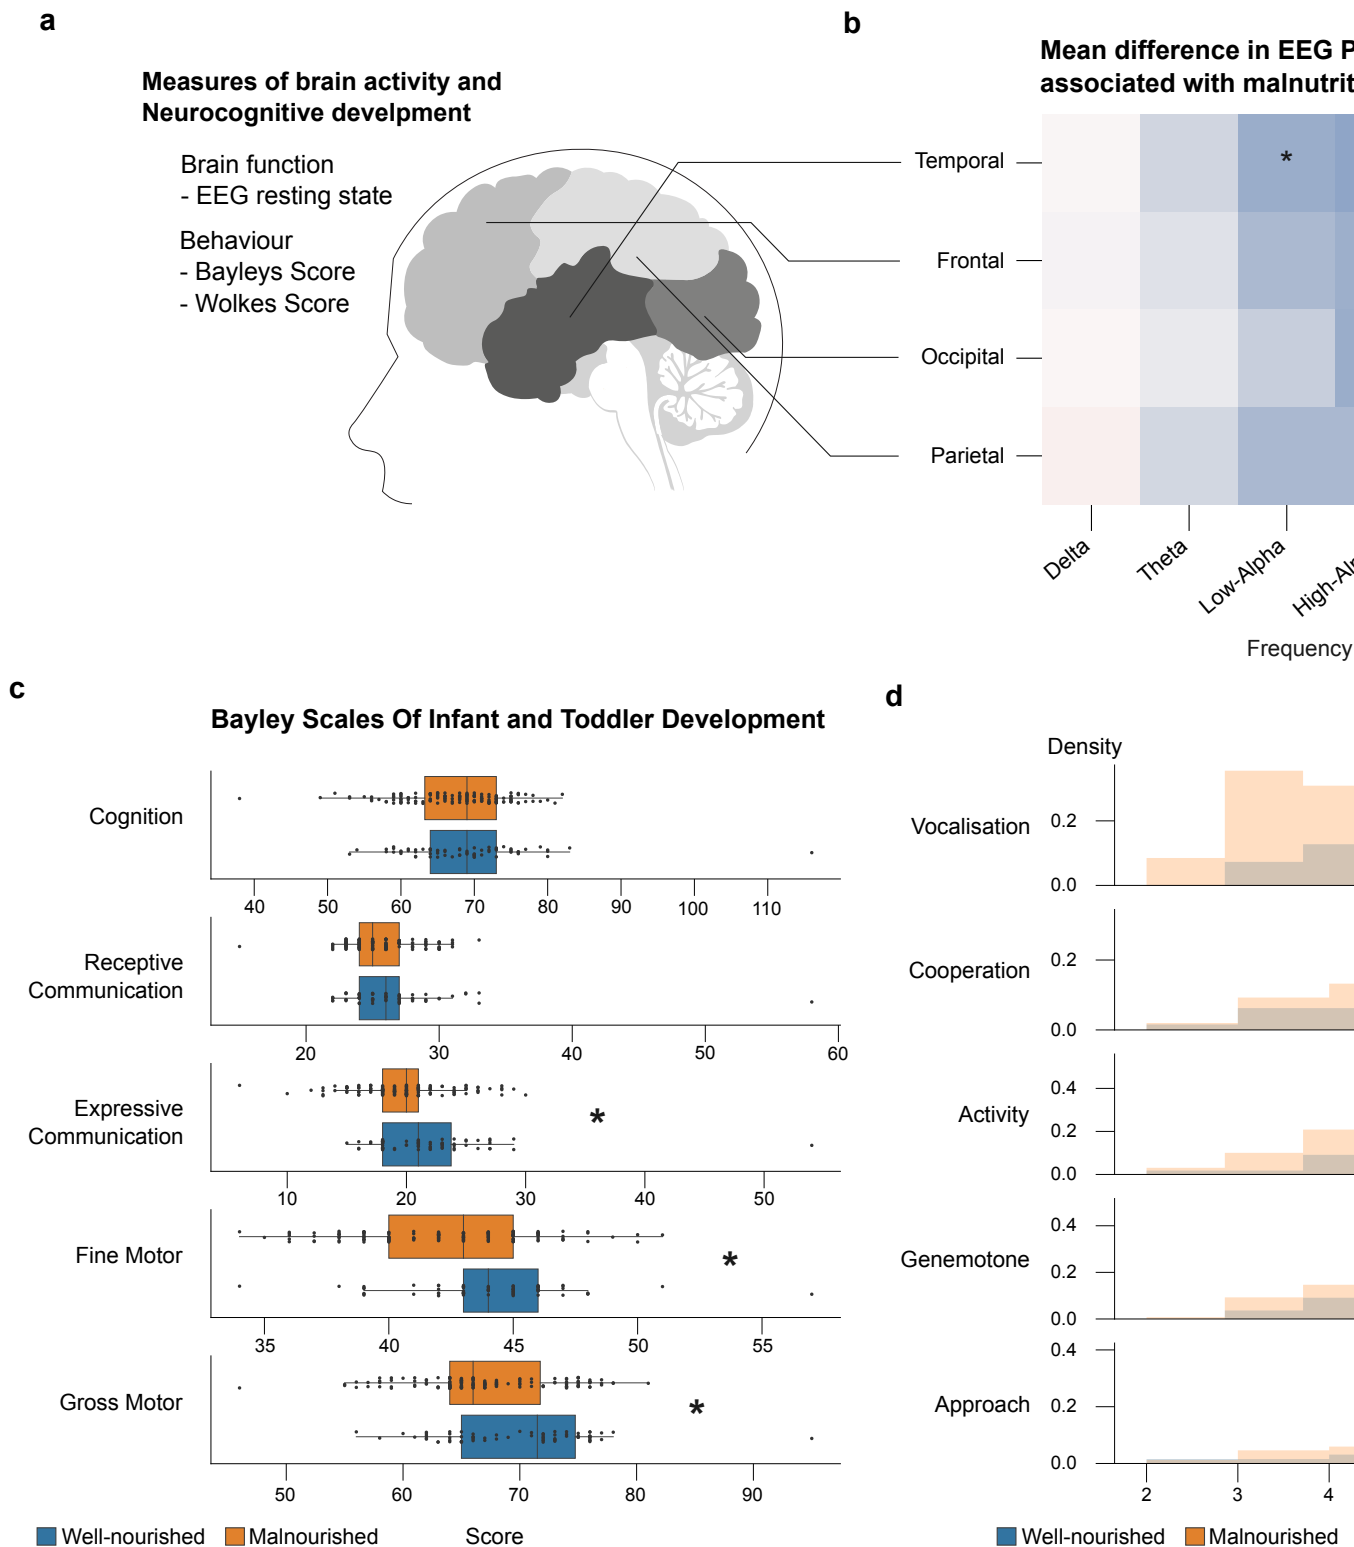 a
Measures of brain activity and
Neurocognitive develpment
Brain function
- EEG resting state
Behaviour
- Bayleys Score
- Wolkes Score
b
Mean difference in EEG P
associated with malnutrit
Temporal
*
Frontal
Occipital
Parietal
Delta
Theta
Low-Alpha
High-Alp
Frequency
c
Bayley Scales Of Infant and Toddler Development
Cognition
40 50 60 70 80 90 100 110
Receptive
Communication
20 30 40 50 60
Expressive
Communication
*
10 20 30 40 50
Fine Motor
*
35 40 45 50 55
Gross Motor
*
50 60 70 80 90
Well-nourished Malnourished Score
d
Density
Vocalisation
0.2
0.0
Cooperation
0.2
0.0
Activity
0.4
0.2
0.0
Genemotone
0.4
0.2
0.0
Approach
0.4
0.2
0.0
2 3 4
Well-nourished Malnourished